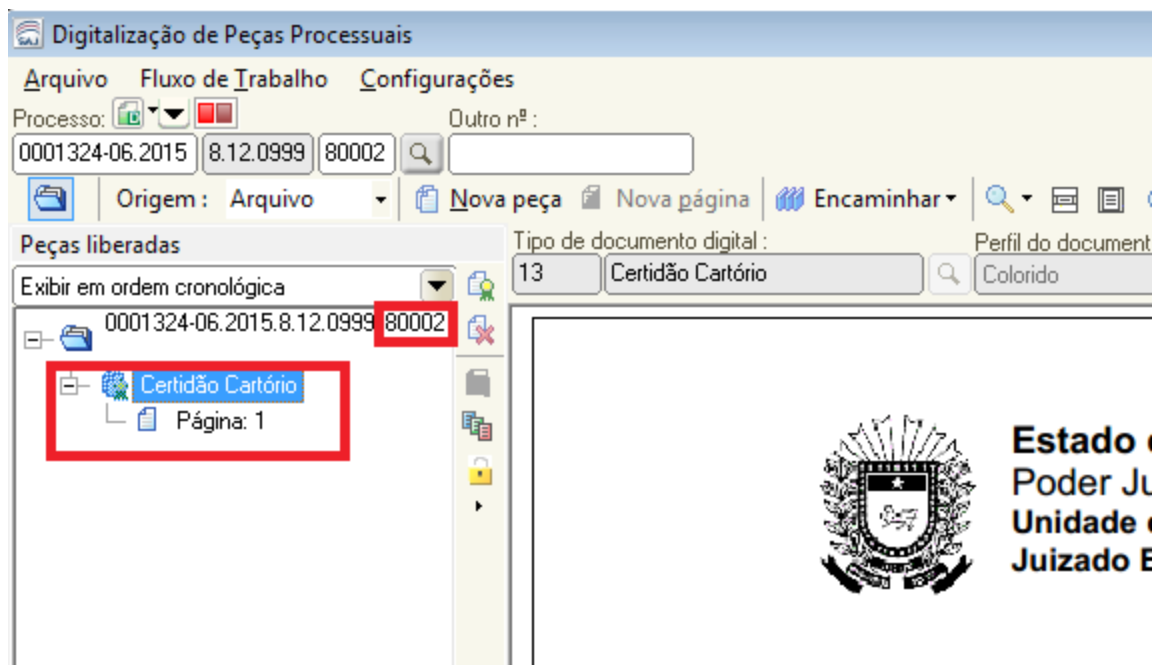 Digitalização de Peças Processuais
Arquivo Fluxo de Trabalho Configurações
Processo: Outro nº :
0001324-06.2015 8.12.0999 80002
Origem : Arquivo Nova peça Nova página Encaminhar
Peças liberadas
Tipo de documento digital : Perfil do document
Exibir em ordem cronológica
13 Certidão Cartório Colorido
0001324-06.2015.8.12.0999 80002
Certidão Cartório
Página: 1
Estado
Poder Ju
Unidade
Juizado E